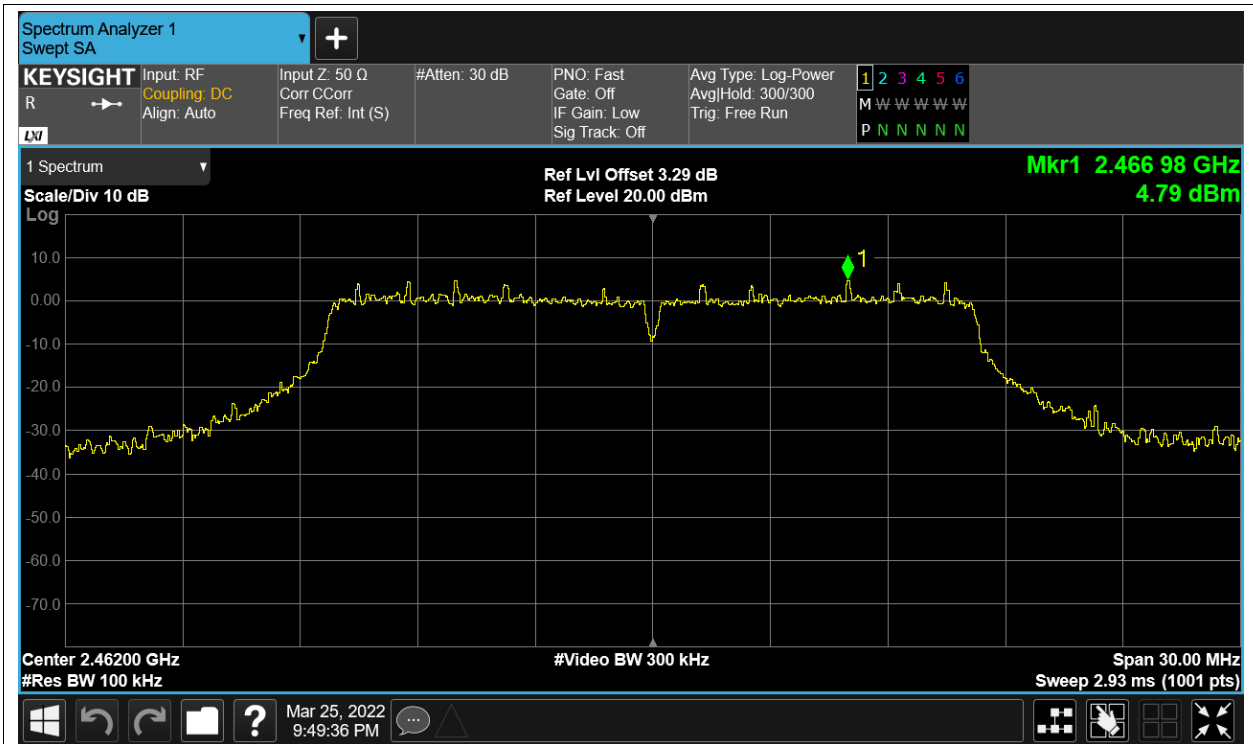 Spectrum Analyzer 1
Swept SA
KEYSIGHT
R
LXI
Input: RF
Coupling: DC
Align: Auto
Input Z: 50 Ω
Corr CCorr
Freq Ref: Int (S)
#Atten: 30 dB
PNO: Fast
Gate: Off
IF Gain: Low
Sig Track: Off
Avg Type: Log-Power
Avg|Hold: 300/300
Trig: Free Run
1 2 3 4 5 6
M W W W W W W
P N N N N N N
1 Spectrum
Scale/Div 10 dB
Log
Ref Lvl Offset 3.29 dB
Ref Level 20.00 dBm
Mkr1 2.466 98 GHz
4.79 dBm
1
10.0
0.00
-10.0
-20.0
-30.0
-40.0
-50.0
-60.0
-70.0
Center 2.46200 GHz
#Res BW 100 kHz
#Video BW 300 kHz
Span 30.00 MHz
Sweep 2.93 ms (1001 pts)
?
Mar 25, 2022
9:49:36 PM